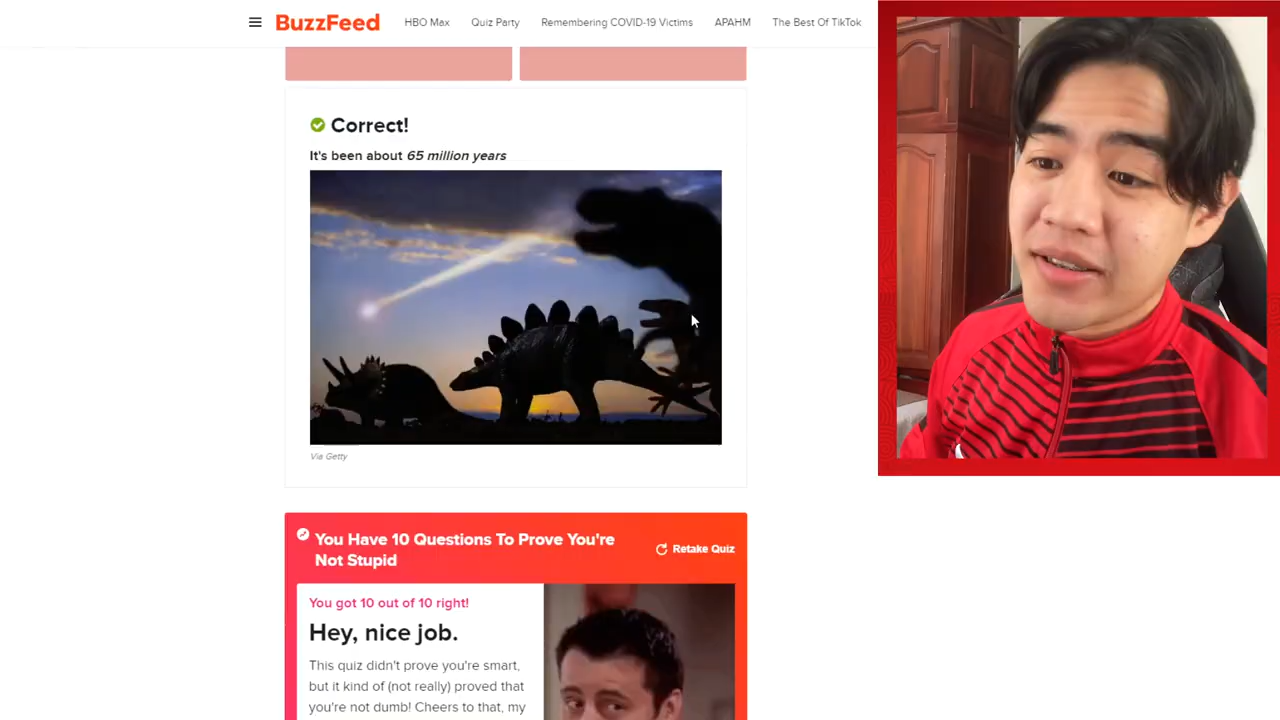 BuzzFeed
HBO Max
Quiz Party
Remembering COVID-19 Victims
APAHM
The Best Of TikTok
Correct!
It's been about 65 million years
Via Getty
You Have 10 Questions To Prove You're
Not Stupid
Retake Quiz
You got 10 out of 10 right!
Hey, nice job.
This quiz didn't prove you're smart,
but it kind of (not really) proved that
you're not dumb! Cheers to that, my